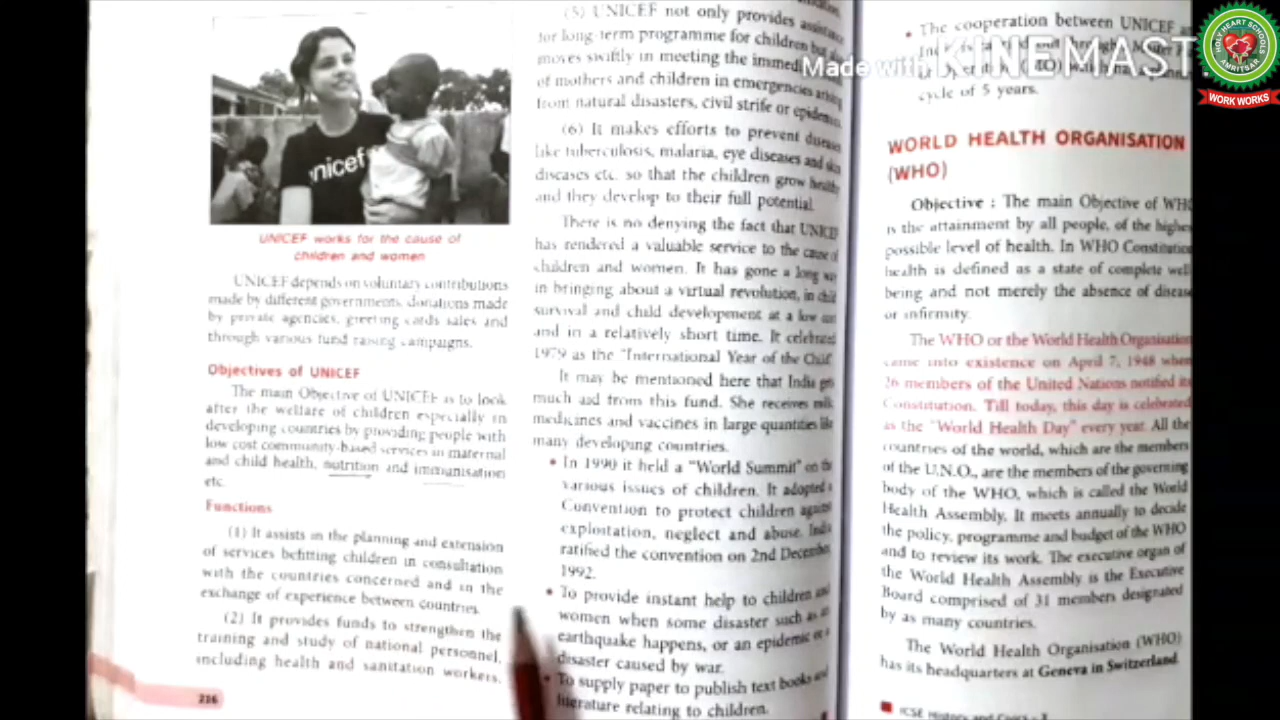 unicef
UNICEF works for the cause of
children and women
UNICEF depends on voluntary contributions
made by different governments, donations made
by private agencies, greeting cards sales and
through various fund raising campaigns.
Objectives of UNICEF
The main Objective of UNICEF is to look
after the welfare of children especially in
developing countries by providing people with
low cost community-based services in maternal
and child health, nutrition and immunisation
etc.
Functions
(1) It assists in the planning and extension
of services befitting children in consultation
with the countries concerned and in the
exchange of experience between countries.
(2) It provides funds to strengthen the
training and study of national personnel,
including health and sanitation workers.
216
(5) UNICEF not only provides assistance
for long-term programme for children but also
moves swiftly in meeting the immediate
of mothers and children in emergencies arising
from natural disasters, civil strife or epidemics.
(6) It makes efforts to prevent diseases
like tuberculosis, malaria, eye diseases and skin
diseases etc. so that the children grow healthy
and they develop to their full potential.
There is no denying the fact that UNICEF
has rendered a valuable service to the cause of
children and women. It has gone a long way
in bringing about a virtual revolution, in child
survival and child development at a low cost
and in a relatively short time. It celebrated
1979 as the "International Year of the Child"
It may be mentioned here that India gets
much aid from this fund. She receives milk
medicines and vaccines in large quantities like
many developing countries.
• In 1990 it held a "World Summit" on the
various issues of children. It adopted a
Convention to protect children against
exploitation, neglect and abuse. India
ratified the convention on 2nd December
1992.
• To provide instant help to children and
women when some disaster such as an
earthquake happens, or an epidemic or a
disaster caused by war.
• To supply paper to publish text books and
literature relating to children.
• The cooperation between UNICEF
cycle of 5 years.
WORLD HEALTH ORGANISATION
(WHO)
Objective : The main Objective of WHO
is the attainment by all people, of the highest
possible level of health. In WHO Constitution
health is defined as a state of complete well
being and not merely the absence of disease
or infirmity.
The WHO or the World Health Organisation
came into existence on April 7, 1948 when
26 members of the United Nations notified its
Constitution. Till today, this day is celebrated
as the "World Health Day" every year. All the
countries of the world, which are the members
of the U.N.O., are the members of the governing
body of the WHO, which is called the World
Health Assembly. It meets annually to decide
the policy, programme and budget of the WHO
and to review its work. The executive organ of
the World Health Assembly is the Executive
Board comprised of 31 members designated
by as many countries.
The World Health Organisation (WHO)
has its headquarters at Geneva in Switzerland.
ICSE History and Civics
Made with KINEMAST
HOLY HEART SCHOOLS
AMRITSAR
WORK WORKS